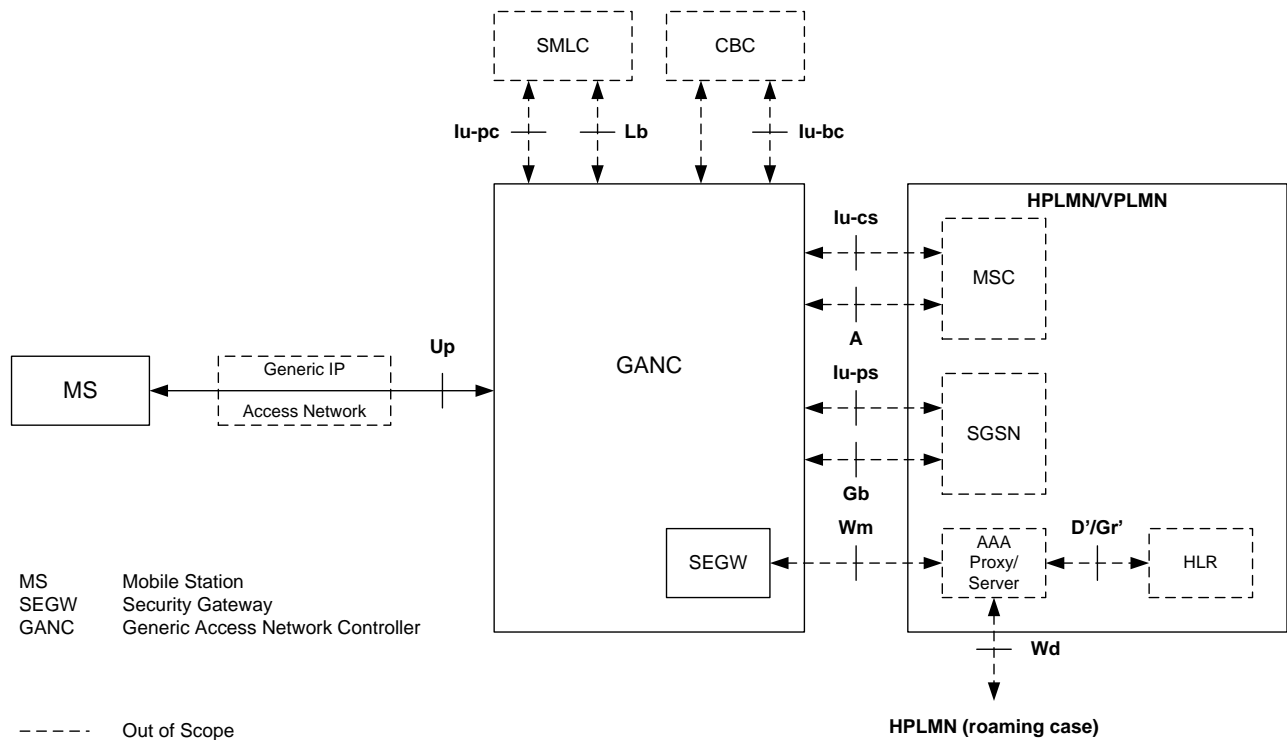 SMLC
CBC
Iu-pc
Lb
Iu-bc
HPLMN/VPLMN
Iu-cs
MSC
A
Up
Generic IP
Access Network
MS
GANC
Iu-ps
SGSN
Gb
Wm
D’/Gr’
SEGW
AAA
Proxy/
Server
HLR
MS Mobile Station
SEGW Security Gateway
GANC Generic Access Network Controller
Wd
Out of Scope
HPLMN (roaming case)